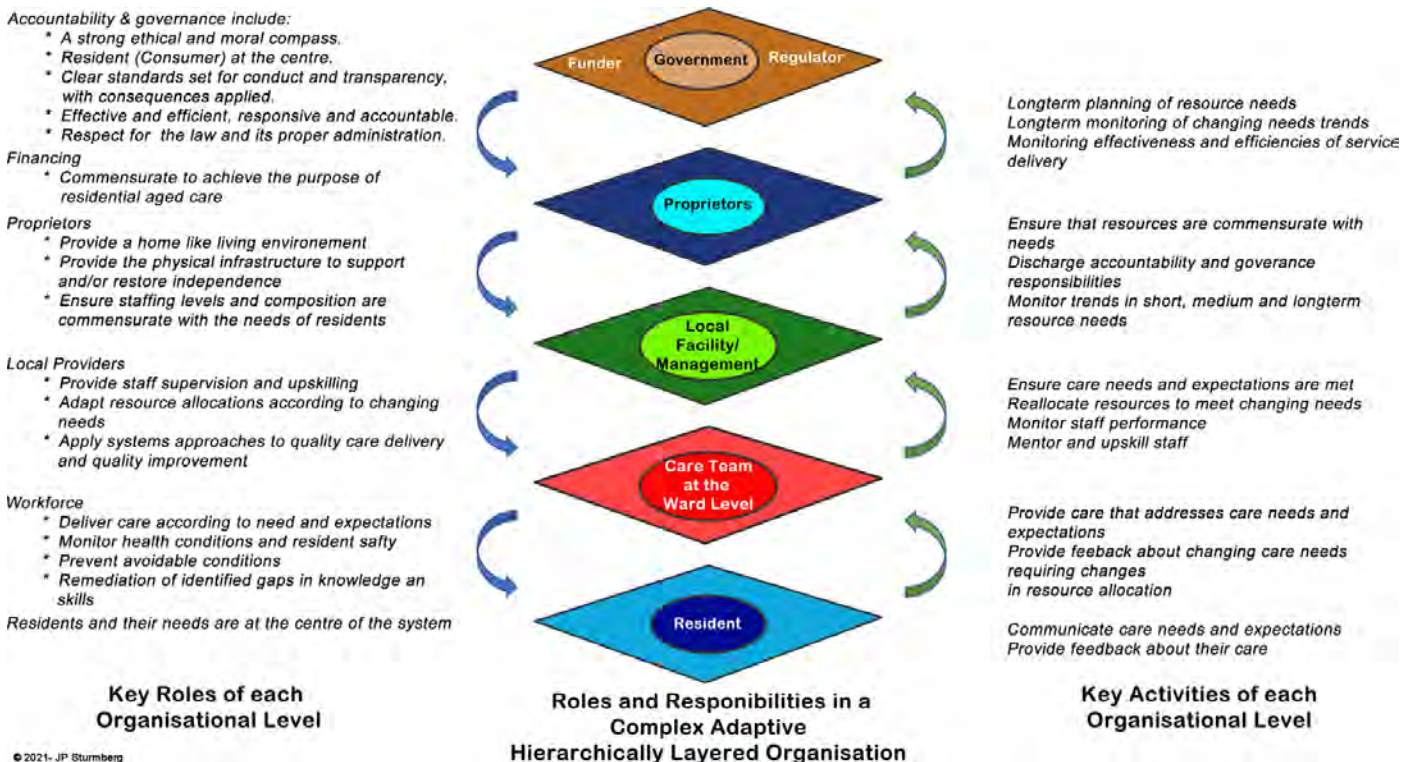 Accountability & governance include:
* A strong ethical and moral compass.
* Resident (Consumer) at the centre.
* Clear standards set for conduct and transparency,
with consequences applied.
* Effective and efficient, responsive and accountable.
* Respect for the law and its proper administration.
Financing
* Commensurate to achieve the purpose of
residential aged care
Proprietors
* Provide a home like living environement
* Provide the physical infrastructure to support
and/or restore independence
* Ensure staffing levels and composition are
commensurate with the needs of residents
Local Providers
* Provide staff supervision and upskilling
* Adapt resource allocations according to changing
needs
* Apply systems approaches to quality care delivery
and quality improvement
Workforce
* Deliver care according to need and expectations
* Monitor health conditions and resident safty
* Prevent avoidable conditions
* Remediation of identified gaps in knowledge an
skills
Residents and their needs are at the centre of the system
Key Roles of each
Organisational Level
© 2021- JP Sturmberg
Funder
Government
Regulator
Proprietors
Local
Facility/
Management
Care Team
at the
Ward Level
Resident
Roles and Responibilities in a
Complex Adaptive
Hierarchically Layered Organisation
Longterm planning of resource needs
Longterm monitoring of changing needs trends
Monitoring effectiveness and efficiencies of service
delivery
Ensure that resources are commensurate with
needs
Discharge accountability and goverance
responsibilities
Monitor trends in short, medium and longterm
resource needs
Ensure care needs and expectations are met
Reallocate resources to meet changing needs
Monitor staff performance
Mentor and upskill staff
Provide care that addresses care needs and
expectations
Provide feeback about changing care needs
requiring changes
in resource allocation
Communicate care needs and expectations
Provide feedback about their care
Key Activities of each
Organisational Level